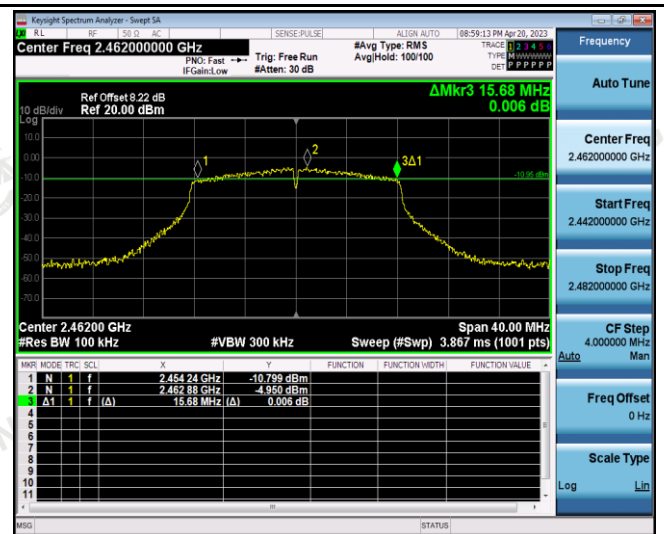 Keysight Spectrum Analyzer - Swept SA
RL RF 50 Ω AC SENSE:PULSE ALIGN AUTO 08:59:13 PM Apr 20, 2023
Center Freq 2.462000000 GHz
PNO: Fast Trig: Free Run #Avg Type: RMS TRACE 1 2 3 4 5 6
IFGain:Low #Atten: 30 dB Avg|Hold: 100/100 TYPE M W W W W W
DET P P P P P P
ΔMkr3 15.68 MHz
0.006 dB
Ref Offset 8.22 dB
10 dB/div Ref 20.00 dBm
Log
10.0
0.00
-10.0
-20.0
-30.0
-40.0
-50.0
-60.0
-70.0
1
2
3Δ1
-10.95 dBm
Center 2.46200 GHz Span 40.00 MHz
#Res BW 100 kHz #VBW 300 kHz Sweep (#Swp) 3.867 ms (1001 pts)
MKR MODE TRC SCL X Y FUNCTION FUNCTION WIDTH FUNCTION VALUE
1 N 1 f 2.454 24 GHz -10.799 dBm
2 N 1 f 2.462 88 GHz -4.950 dBm
3 Δ1 1 f (Δ) 15.68 MHz (Δ) 0.006 dB
4
5
6
7
8
9
10
11
MSG STATUS
Frequency
Auto Tune
Center Freq
2.462000000 GHz
Start Freq
2.442000000 GHz
Stop Freq
2.482000000 GHz
CF Step
4.000000 MHz
Auto Man
Freq Offset
0 Hz
Scale Type
Log Lin